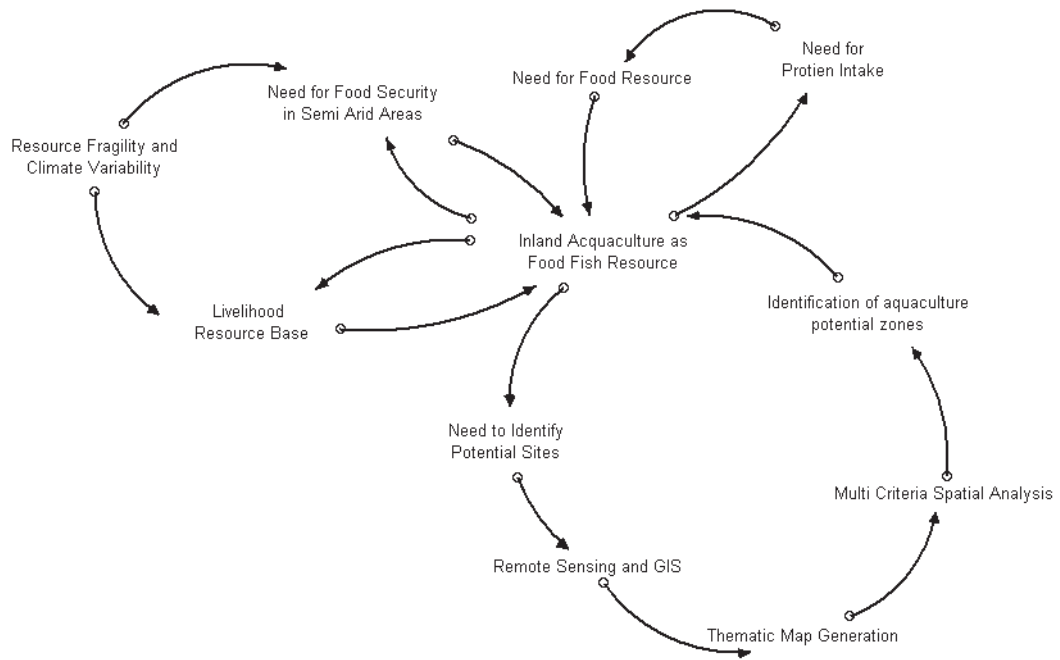 Need for
Protien Intake
Need for Food Resource
Need for Food Security
in Semi Arid Areas
Resource Fragility and
Climate Variability
Inland Acquaculture as
Food Fish Resource
Livelihood
Resource Base
Identification of aquaculture
potential zones
Need to Identify
Potential Sites
Multi Criteria Spatial Analysis
Remote Sensing and GIS
Thematic Map Generation